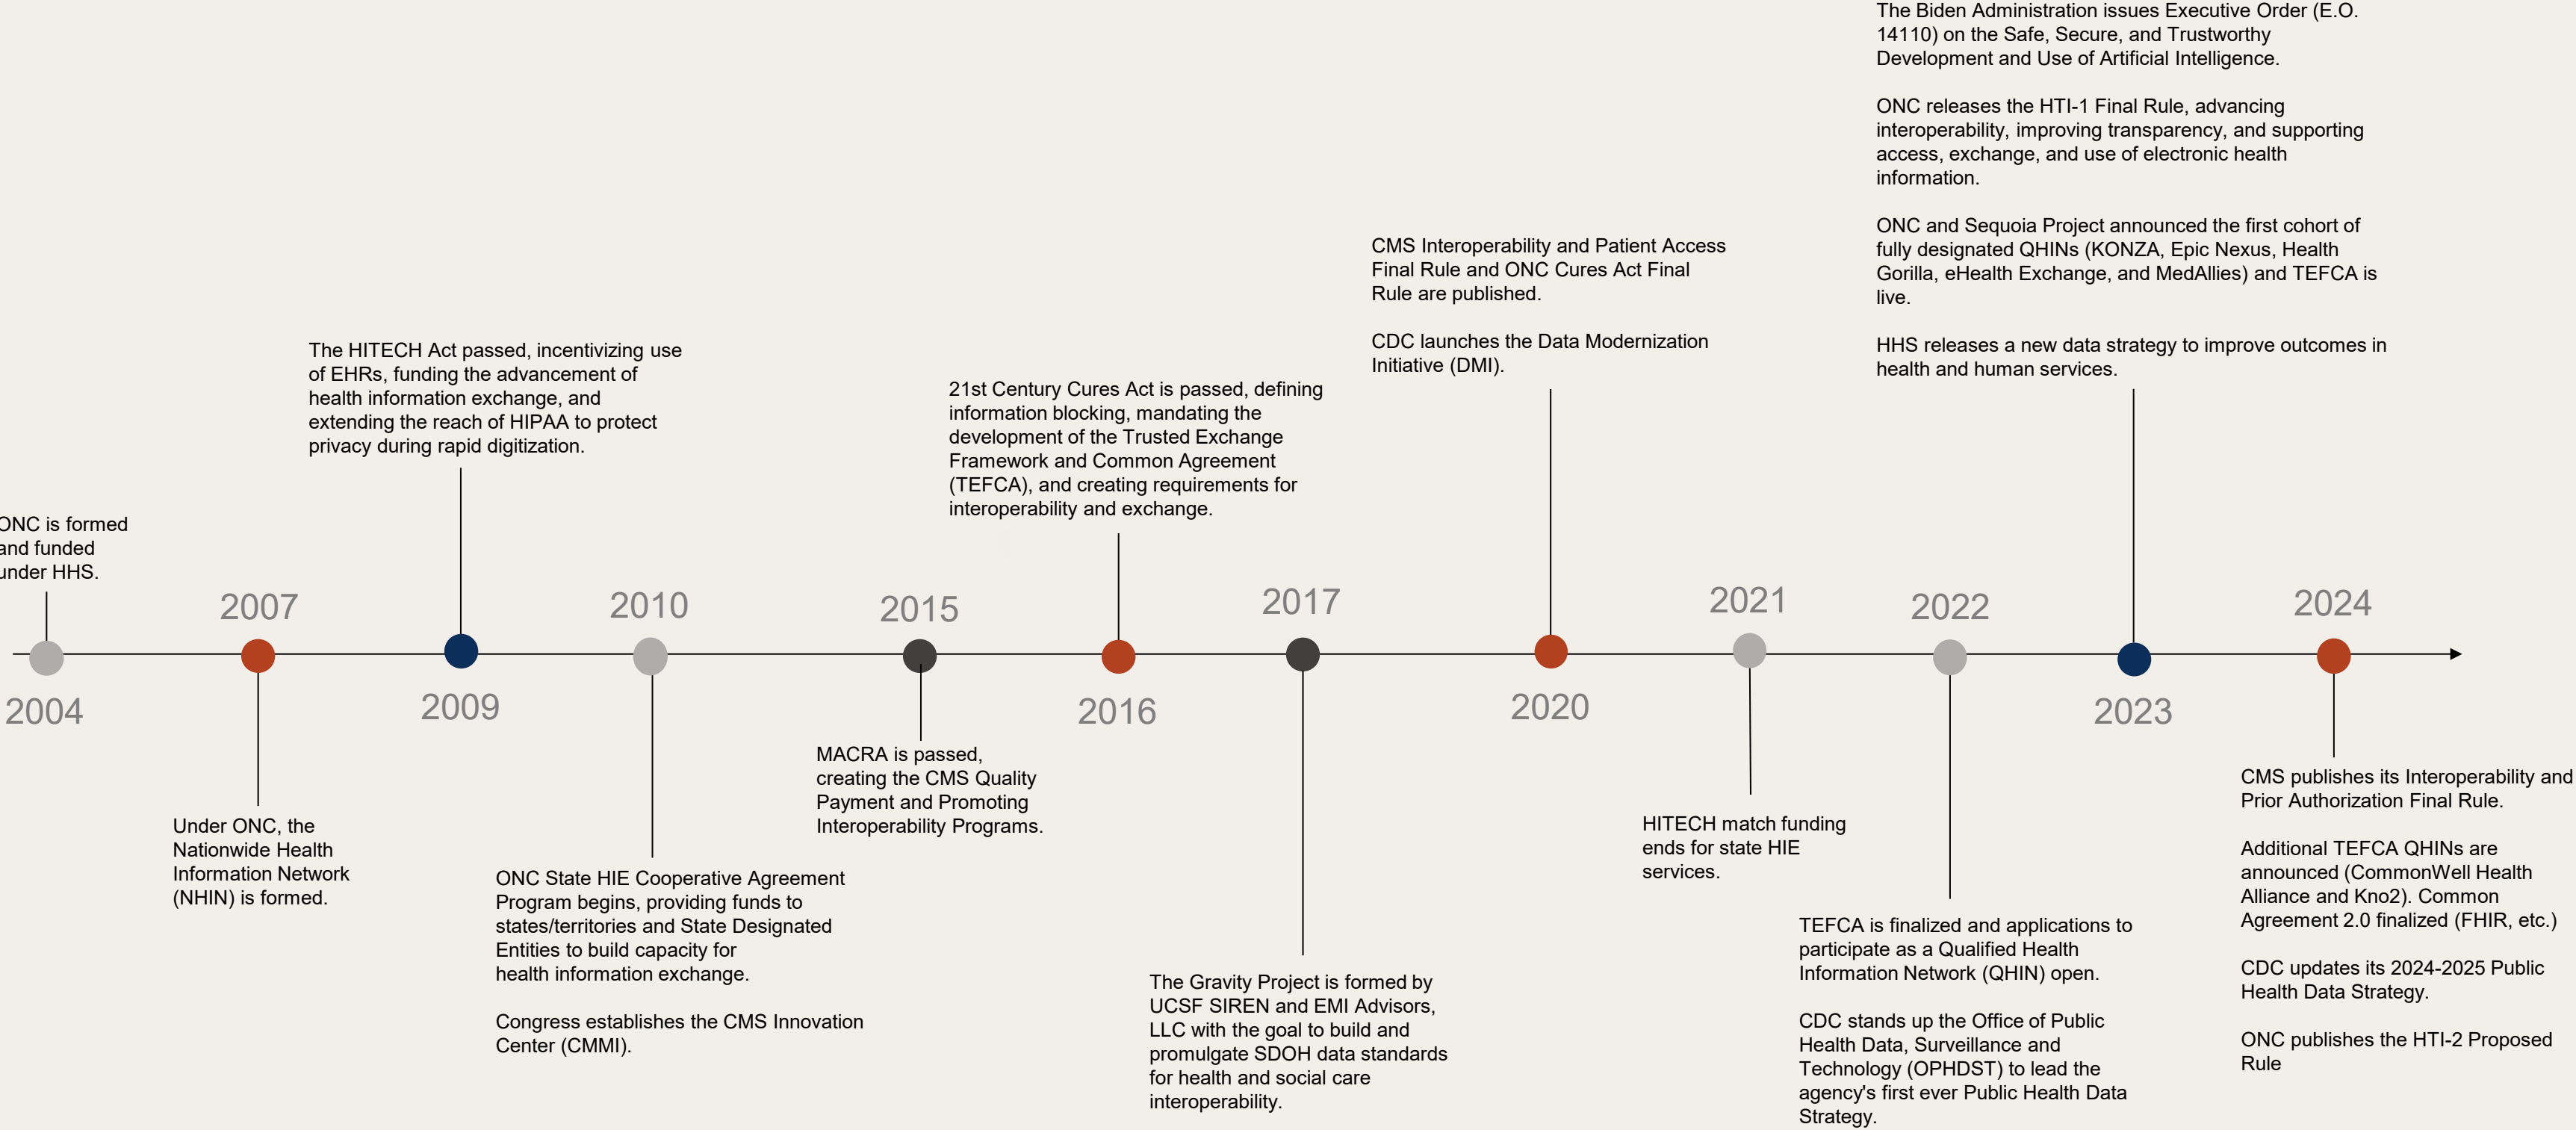 ONC is formed
and funded
under HHS.
2004
2007
Under ONC, the
Nationwide Health
Information Network
(NHIN) is formed.
The HITECH Act passed, incentivizing use
of EHRs, funding the advancement of
health information exchange, and
extending the reach of HIPAA to protect
privacy during rapid digitization.
2009
2010
ONC State HIE Cooperative Agreement
Program begins, providing funds to
states/territories and State Designated
Entities to build capacity for
health information exchange.
Congress establishes the CMS Innovation
Center (CMMI).
2015
MACRA is passed,
creating the CMS Quality
Payment and Promoting
Interoperability Programs.
21st Century Cures Act is passed, defining
information blocking, mandating the
development of the Trusted Exchange
Framework and Common Agreement
(TEFCA), and creating requirements for
interoperability and exchange.
2016
2017
The Gravity Project is formed by
UCSF SIREN and EMI Advisors,
LLC with the goal to build and
promulgate SDOH data standards
for health and social care
interoperability.
CMS Interoperability and Patient Access
Final Rule and ONC Cures Act Final
Rule are published.
CDC launches the Data Modernization
Initiative (DMI).
2020
2021
HITECH match funding
ends for state HIE
services.
2022
TEFCA is finalized and applications to
participate as a Qualified Health
Information Network (QHIN) open.
CDC stands up the Office of Public
Health Data, Surveillance and
Technology (OPHDST) to lead the
agency's first ever Public Health Data
Strategy.
The Biden Administration issues Executive Order (E.O.
14110) on the Safe, Secure, and Trustworthy
Development and Use of Artificial Intelligence.
ONC releases the HTI-1 Final Rule, advancing
interoperability, improving transparency, and supporting
access, exchange, and use of electronic health
information.
ONC and Sequoia Project announced the first cohort of
fully designated QHINs (KONZA, Epic Nexus, Health
Gorilla, eHealth Exchange, and MedAllies) and TEFCA is
live.
HHS releases a new data strategy to improve outcomes in
health and human services.
2023
2024
CMS publishes its Interoperability and
Prior Authorization Final Rule.
Additional TEFCA QHINs are
announced (CommonWell Health
Alliance and Kno2). Common
Agreement 2.0 finalized (FHIR, etc.)
CDC updates its 2024-2025 Public
Health Data Strategy.
ONC publishes the HTI-2 Proposed
Rule